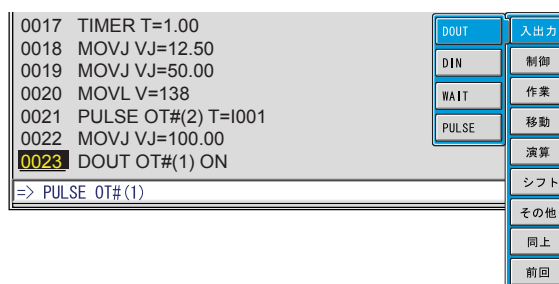 0017 TIMER T=1.00
0018 MOVJ VJ=12.50
0019 MOVJ VJ=50.00
0020 MOVL V=138
0021 PULSE OT#(2) T=I001
0022 MOVJ VJ=100.00
0023 DOUT OT#(1) ON
=> PULSE OT#(1)
DOUT
DIN
WAIT
PULSE
入出力
制御
作業
移動
演算
シフト
その他
同上
前回